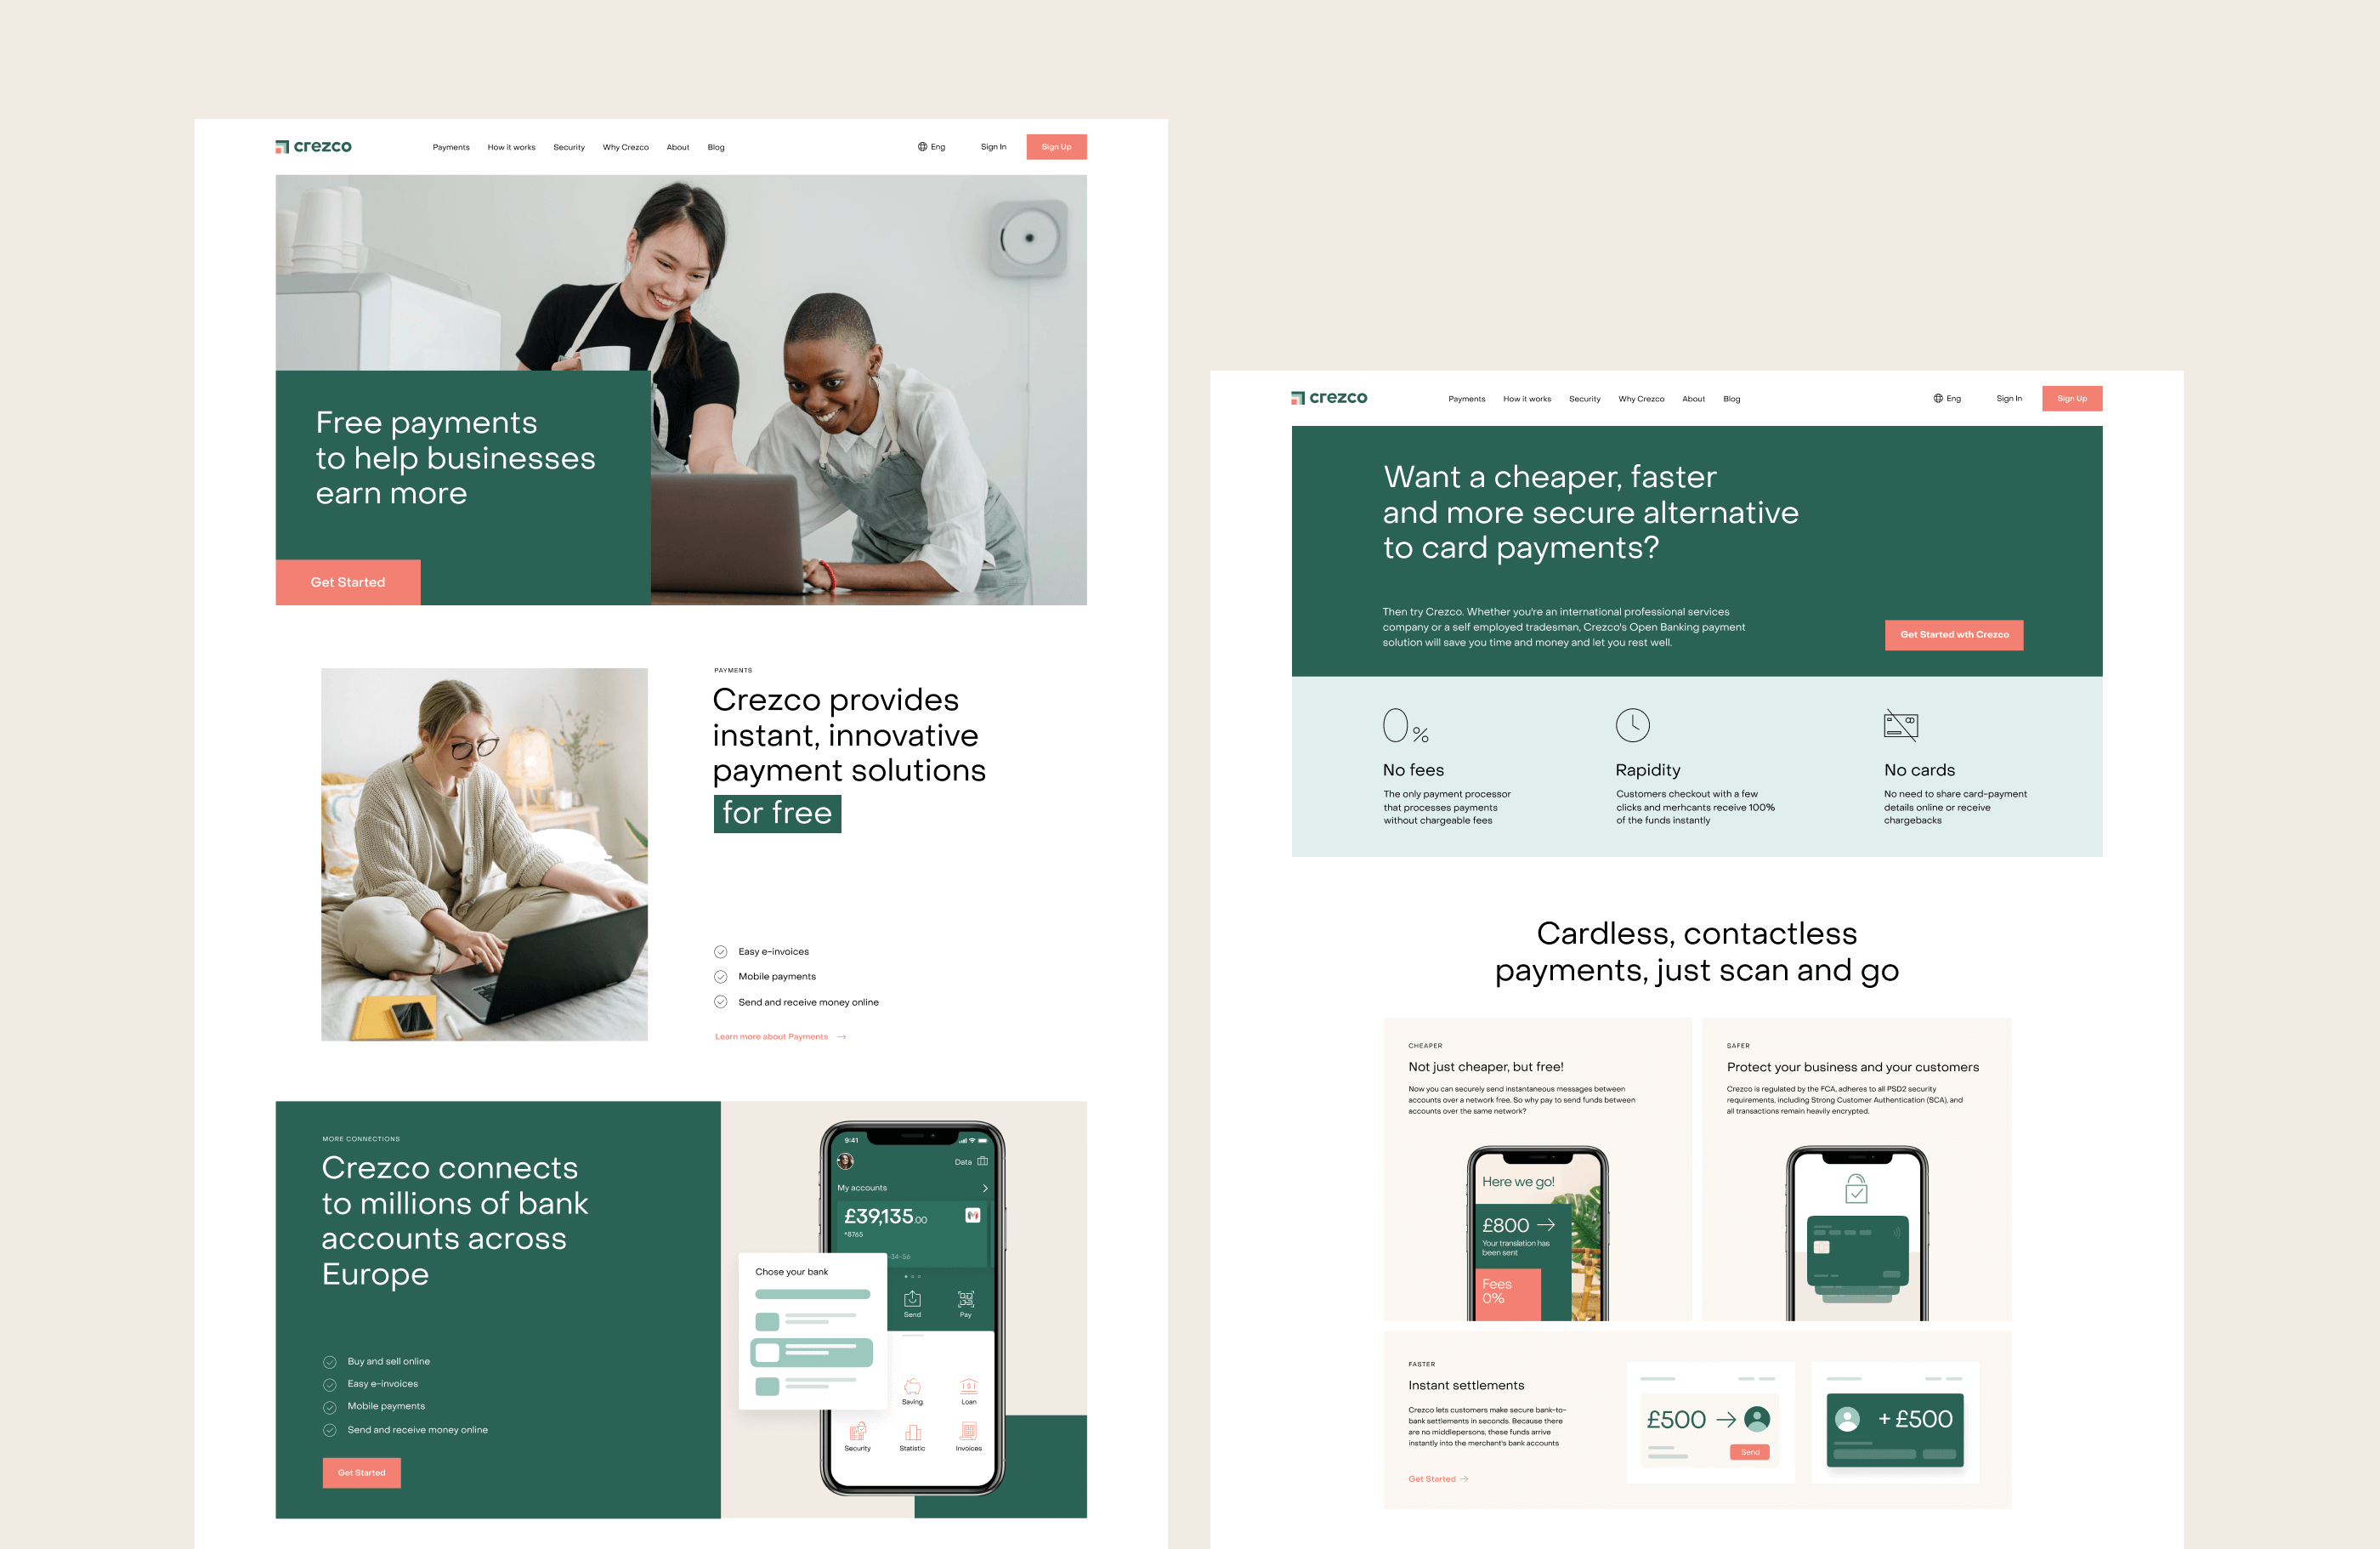 crezco
Payments How it works Security Why Crezco About Blog
Eng Sign In Sign Up
Free payments
to help businesses
earn more
Get Started
PAYMENTS
Crezco provides
instant, innovative
payment solutions
for free
Easy e-invoices
Mobile payments
Send and receive money online
Learn more about Payments →
MORE CONNECTIONS
Crezco connects
to millions of bank
accounts across
Europe
Buy and sell online
Easy e-invoices
Mobile payments
Send and receive money online
Get Started
9:41
Data
My accounts
£39,135.00
*8765
-34-56
Chose your bank
Send Pay
Saving Loan
Security Statistic Invoices
crezco
Payments How it works Security Why Crezco About Blog
Eng Sign In Sign Up
Want a cheaper, faster
and more secure alternative
to card payments?
Then try Crezco. Whether you're an international professional services
company or a self employed tradesman, Crezco's Open Banking payment
solution will save you time and money and let you rest well.
Get Started wth Crezco
0%
No fees
The only payment processor
that processes payments
without chargeable fees
Rapidity
Customers checkout with a few
clicks and merhcants receive 100%
of the funds instantly
No cards
No need to share card-payment
details online or receive
chargebacks
Cardless, contactless
payments, just scan and go
CHEAPER
Not just cheaper, but free!
Now you can securely send instantaneous messages between
accounts over a network free. So why pay to send funds between
accounts over the same network?
Here we go!
£800 →
Your translation has
been sent
Fees
0%
SAFER
Protect your business and your customers
Crezco is regulated by the FCA, adheres to all PSD2 security
requirements, including Strong Customer Authentication (SCA), and
all transactions remain heavily encrypted.
FASTER
Instant settlements
Crezco lets customers make secure bank-to-
bank settlements in seconds. Because there
are no middlepersons, these funds arrive
instantly into the merchant's bank accounts
Get Started →
£500 →
Send
+ £500